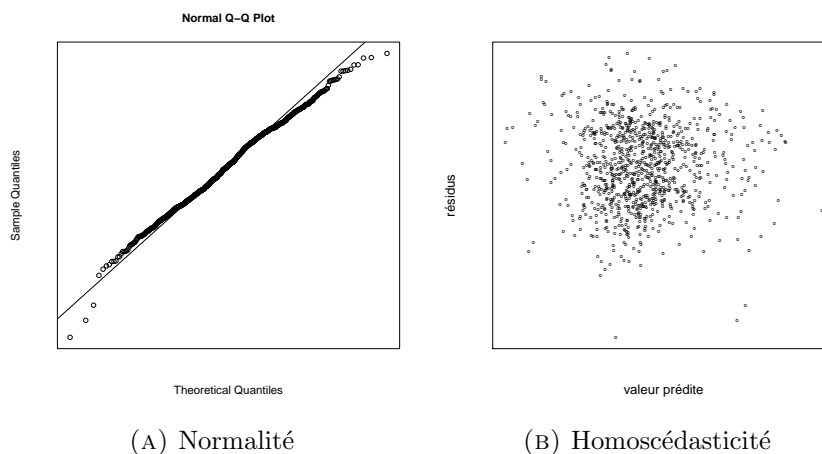 Normal Q−Q Plot
Sample Quantiles
Theoretical Quantiles
(A) Normalité
résidus
valeur prédite
(B) Homoscédasticité